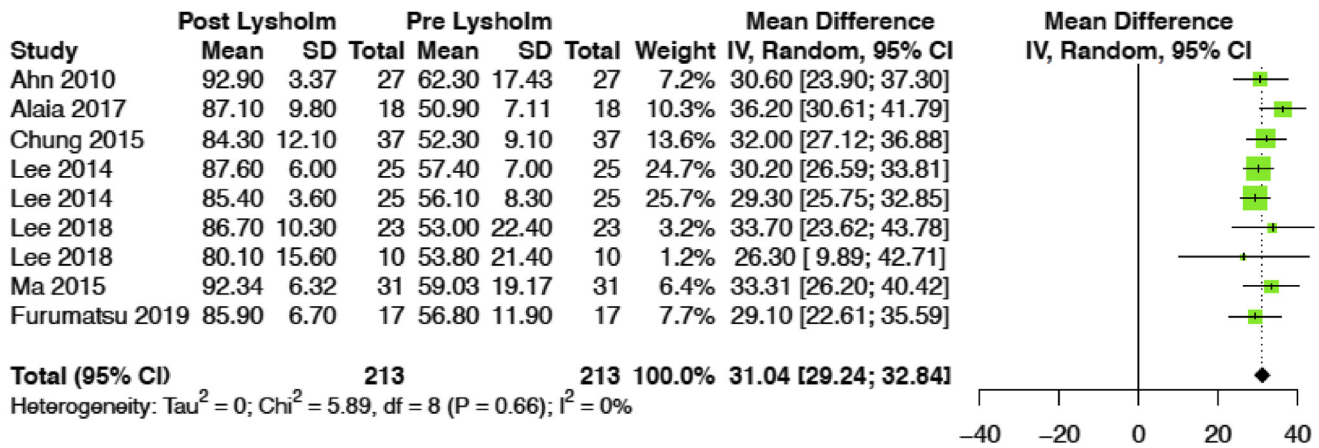 Post Lysholm Pre Lysholm Mean Difference Mean Difference
Study Mean SD Total Mean SD Total Weight IV, Random, 95% CI IV, Random, 95% CI
Ahn 2010 92.90 3.37 27 62.30 17.43 27 7.2% 30.60 [23.90; 37.30]
Alaia 2017 87.10 9.80 18 50.90 7.11 18 10.3% 36.20 [30.61; 41.79]
Chung 2015 84.30 12.10 37 52.30 9.10 37 13.6% 32.00 [27.12; 36.88]
Lee 2014 87.60 6.00 25 57.40 7.00 25 24.7% 30.20 [26.59; 33.81]
Lee 2014 85.40 3.60 25 56.10 8.30 25 25.7% 29.30 [25.75; 32.85]
Lee 2018 86.70 10.30 23 53.00 22.40 23 3.2% 33.70 [23.62; 43.78]
Lee 2018 80.10 15.60 10 53.80 21.40 10 1.2% 26.30 [ 9.89; 42.71]
Ma 2015 92.34 6.32 31 59.03 19.17 31 6.4% 33.31 [26.20; 40.42]
Furumatsu 2019 85.90 6.70 17 56.80 11.90 17 7.7% 29.10 [22.61; 35.59]
Total (95% CI) 213 213 100.0% 31.04 [29.24; 32.84]
Heterogeneity: Tau² = 0; Chi² = 5.89, df = 8 (P = 0.66); I² = 0%
−40 −20 0 20 40